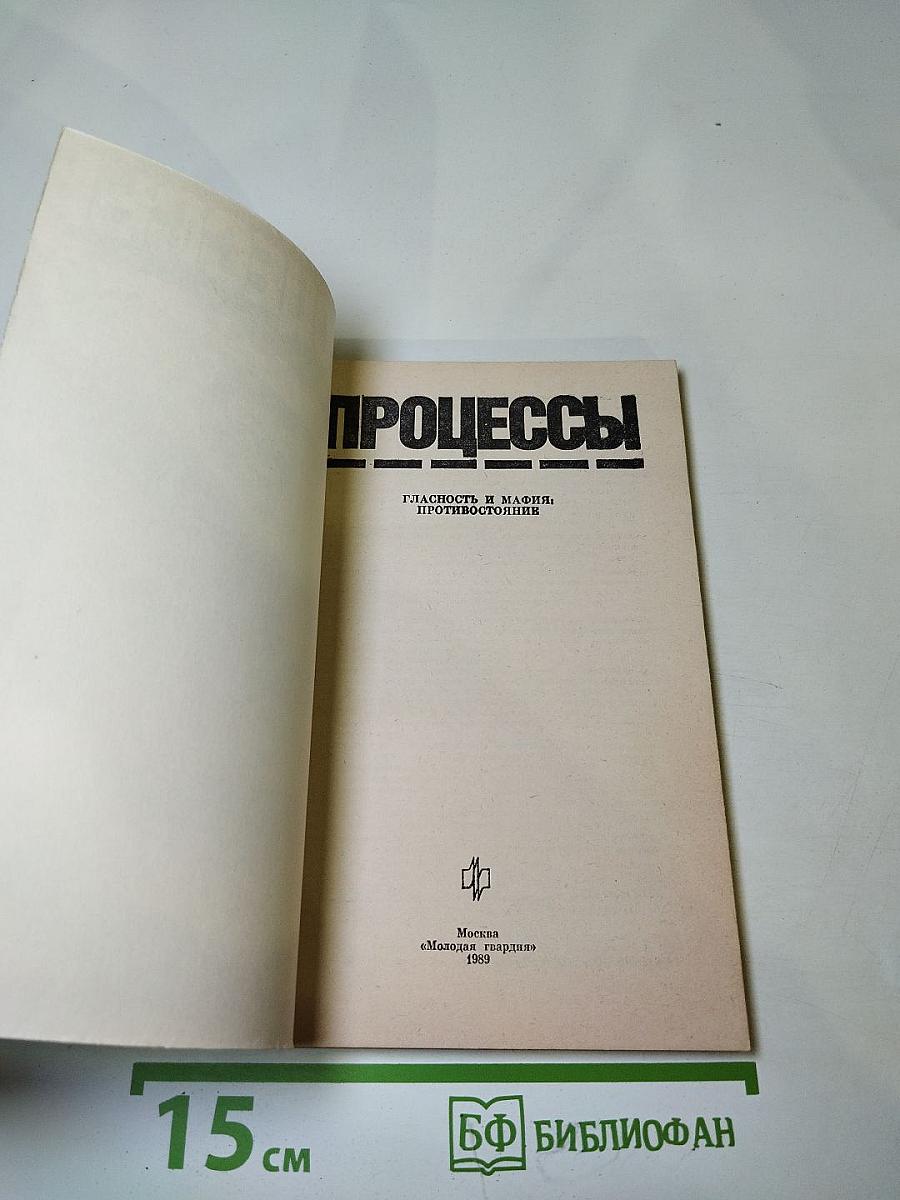 ПРОЦЕССЫ
ГЛАСНОСТЬ И МАФИЯ:
ПРОТИВОСТОЯНИЕ
Москва
«Молодая гвардия»
1989
15 см
БФ БИБЛИОФАН